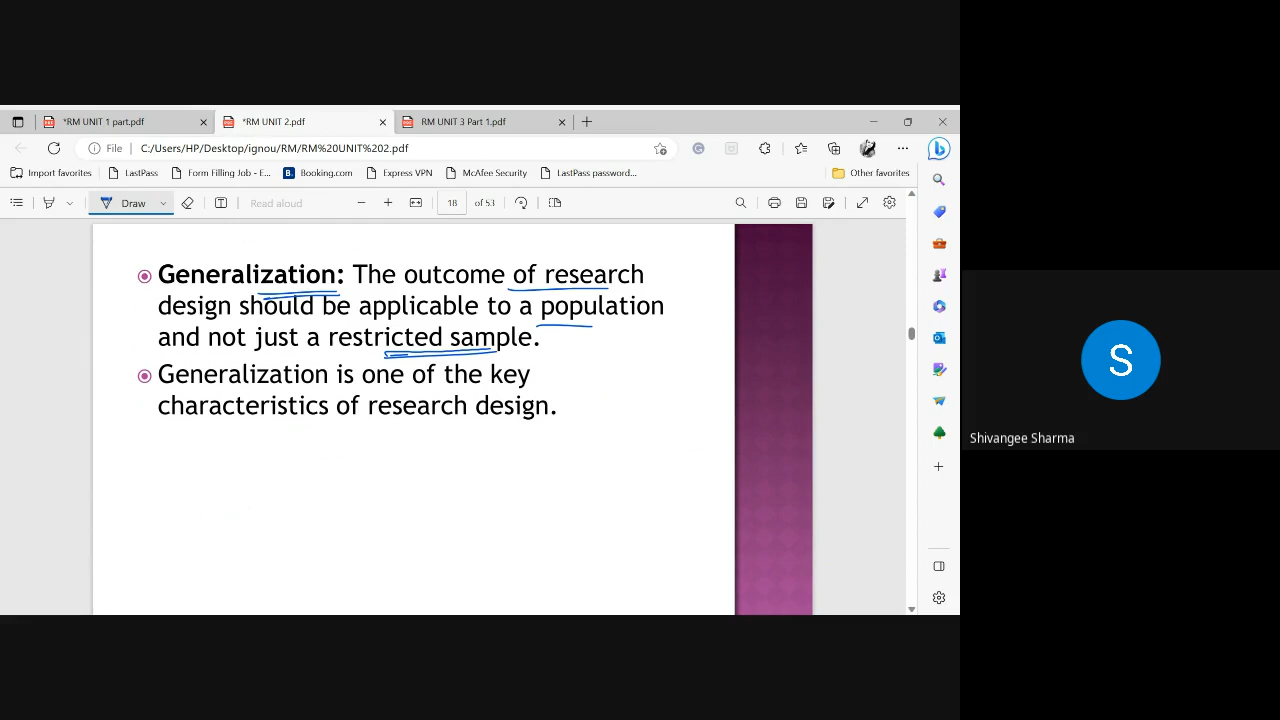 *RM UNIT 1 part.pdf
*RM UNIT 2.pdf
RM UNIT 3 Part 1.pdf
File
C:/Users/HP/Desktop/ignou/RM/RM%20UNIT%202.pdf
Import favorites
LastPass
Form Filling Job - E...
Booking.com
Express VPN
McAfee Security
LastPass password...
Other favorites
Draw
Read aloud
18 of 53
Generalization: The outcome of research
design should be applicable to a population
and not just a restricted sample.
Generalization is one of the key
characteristics of research design.
S
Shivangee Sharma